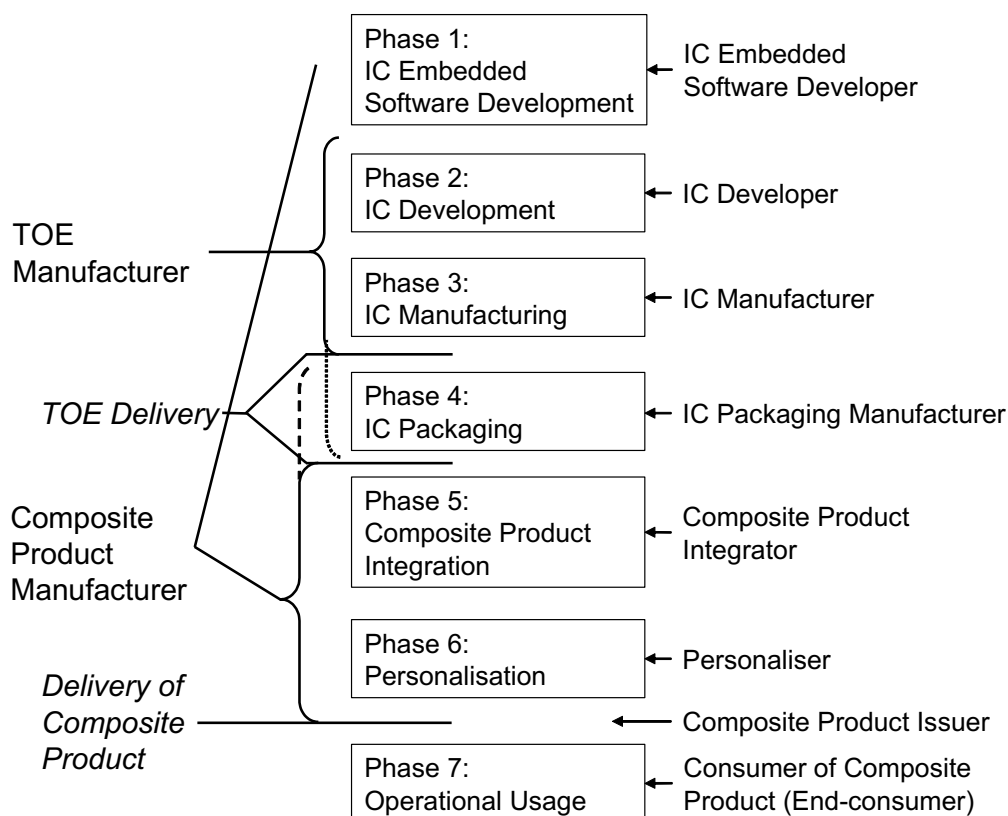 Phase 1:
IC Embedded
Software Development
IC Embedded
Software Developer
Phase 2:
IC Development
IC Developer
TOE
Manufacturer
Phase 3:
IC Manufacturing
IC Manufacturer
TOE Delivery
Phase 4:
IC Packaging
IC Packaging Manufacturer
Composite
Product
Manufacturer
Phase 5:
Composite Product
Integration
Composite Product
Integrator
Phase 6:
Personalisation
Personaliser
Delivery of
Composite
Product
Composite Product Issuer
Phase 7:
Operational Usage
Consumer of Composite
Product (End-consumer)